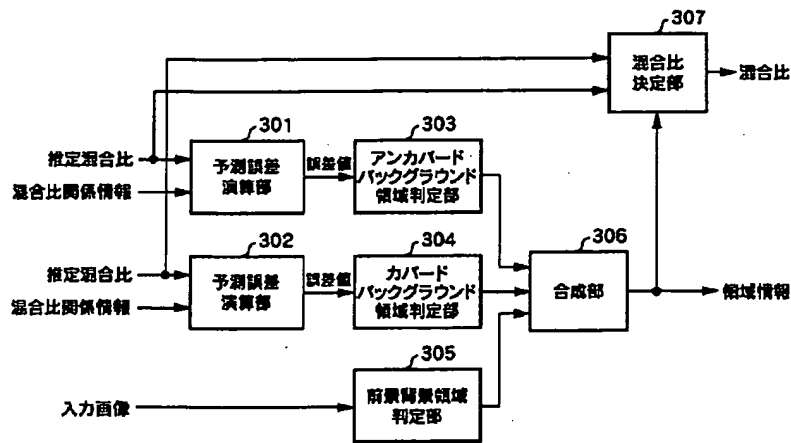 307
混合比
決定部
混合比
301
303
推定混合比
予測誤差
演算部
誤差値
アンカバード
バックグラウンド
領域判定部
混合比関係情報
302
304
306
推定混合比
予測誤差
演算部
誤差値
カバード
バックグラウンド
領域判定部
合成部
領域情報
混合比関係情報
305
入力画像
前景背景領域
判定部